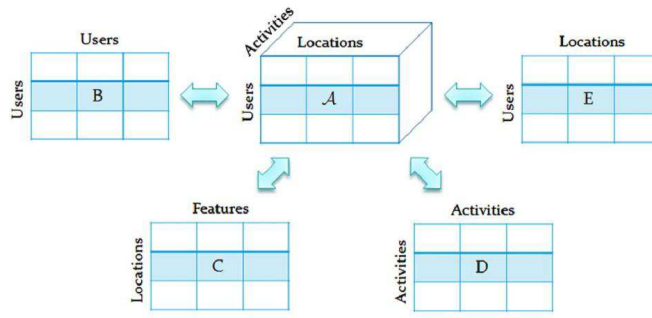 Users
Users
B
Activities
Locations
Users
A
Locations
Users
E
Features
Locations
C
Activities
Activities
D